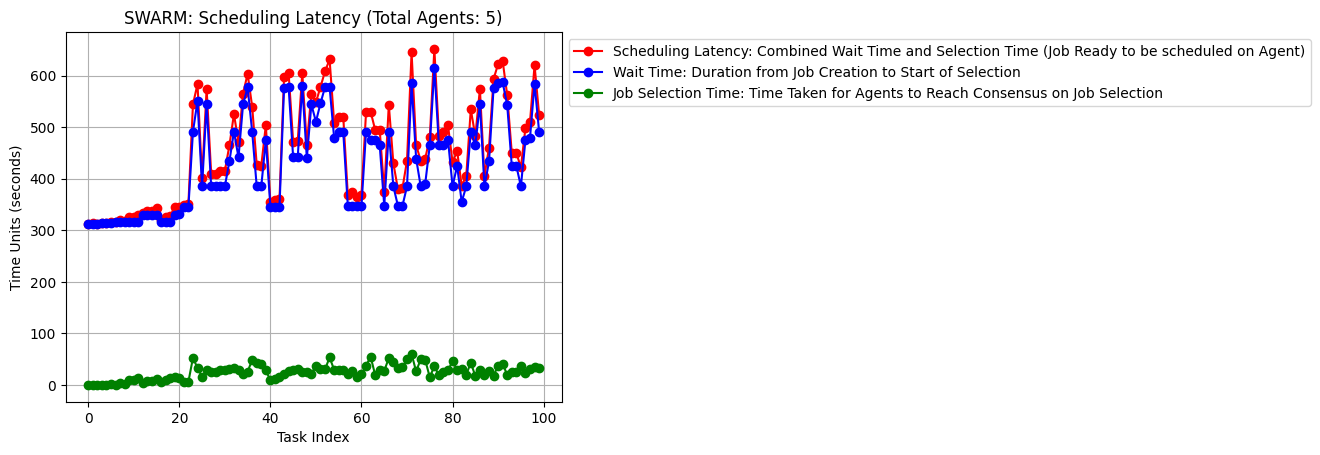 SWARM: Scheduling Latency (Total Agents: 5)
Scheduling Latency: Combined Wait Time and Selection Time (Job Ready to be scheduled on Agent)
Wait Time: Duration from Job Creation to Start of Selection
Job Selection Time: Time Taken for Agents to Reach Consensus on Job Selection
Time Units (seconds)
600
500
400
300
200
100
0
0 20 40 60 80 100
Task Index